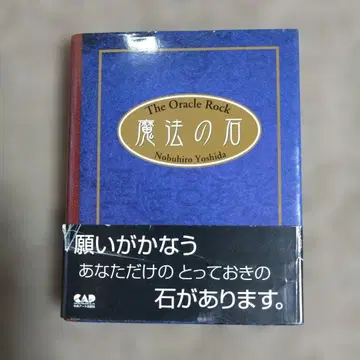 The Oracle Rock
魔法の石
Nobuhiro Yoshida
願いがかなう
あなただけの とっておきの
石があります。
CAP